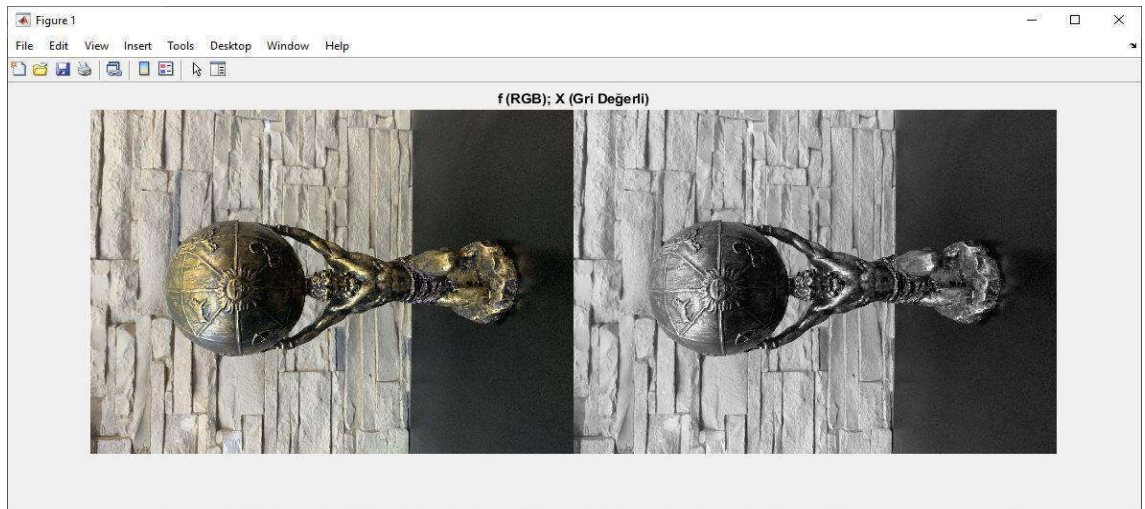 Figure 1
File Edit View Insert Tools Desktop Window Help
f (RGB); X (Gri Değerli)